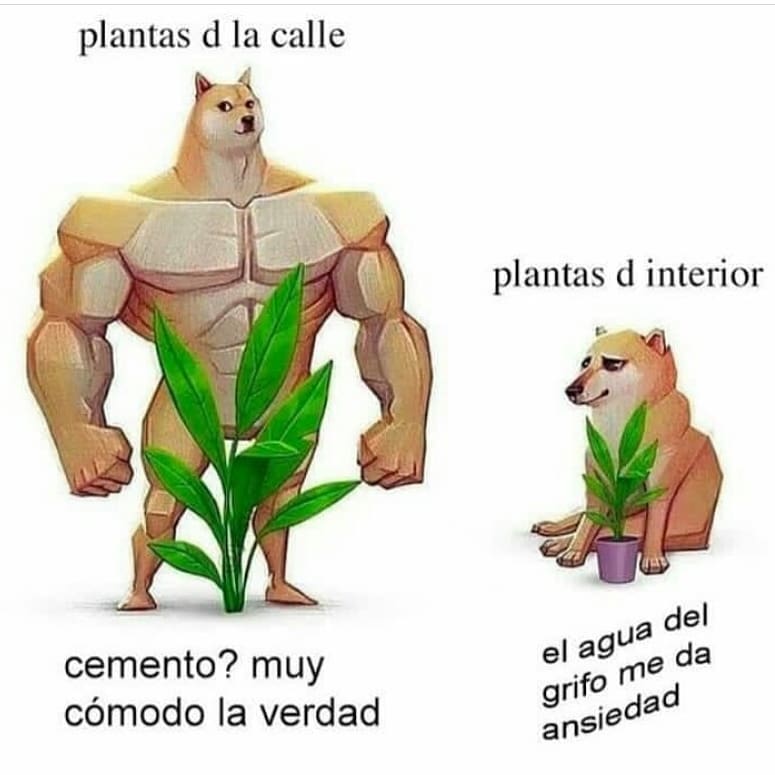 plantas d la calle
plantas d interior
cemento? muy
cómodo la verdad
el agua del
grifo me da
ansiedad